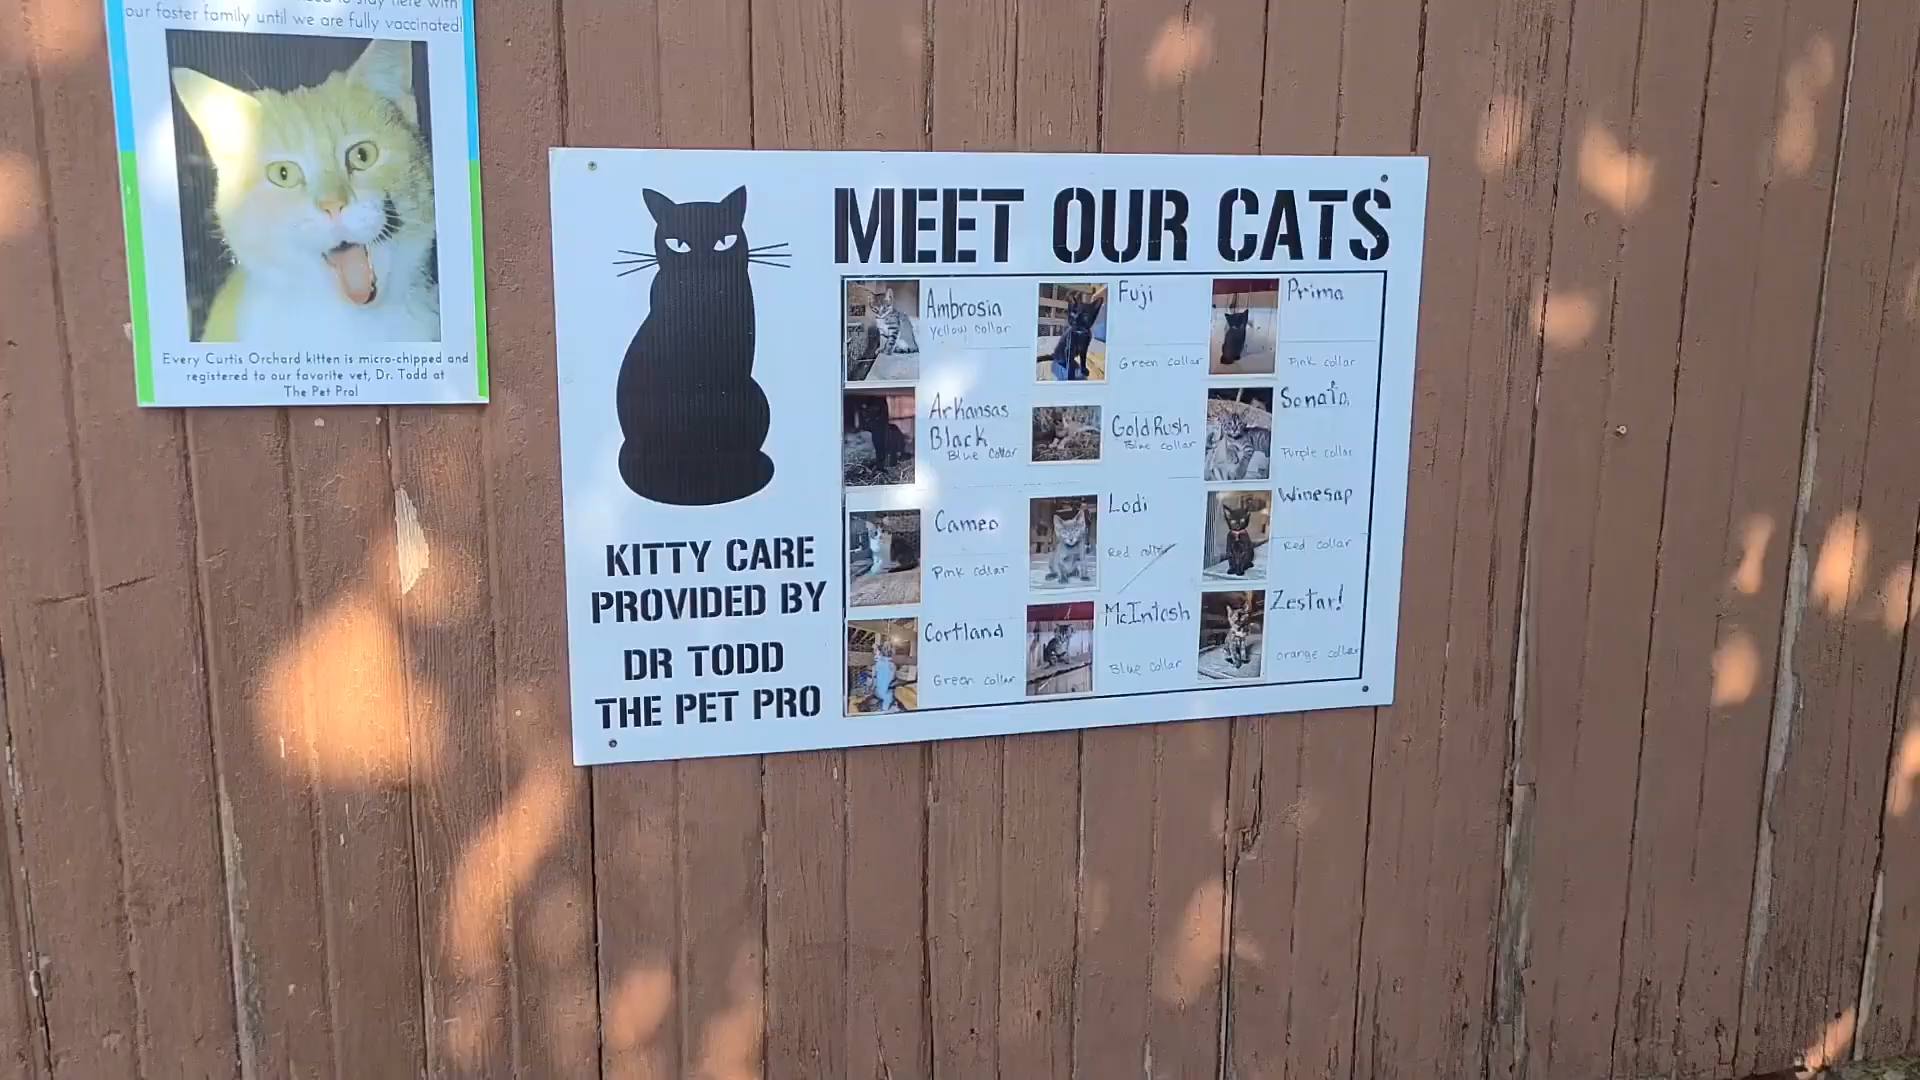 to stay here with
our foster family until we are fully vaccinated!
Every Curtis Orchard kitten is micro-chipped and
registered to our favorite vet, Dr. Todd at
The Pet Pro!
MEET OUR CATS
Ambrosia
Yellow collar
Arkansas
Black
Blue collar
Cameo
Pink collar
Cortland
Green collar
Fuji
Green collar
Gold Rush
Blue collar
Lodi
Red collar
McIntosh
Blue collar
Prima
Pink collar
Sonata
Purple collar
Winesap
Red collar
Zestar!
orange collar
KITTY CARE
PROVIDED BY
DR TODD
THE PET PRO